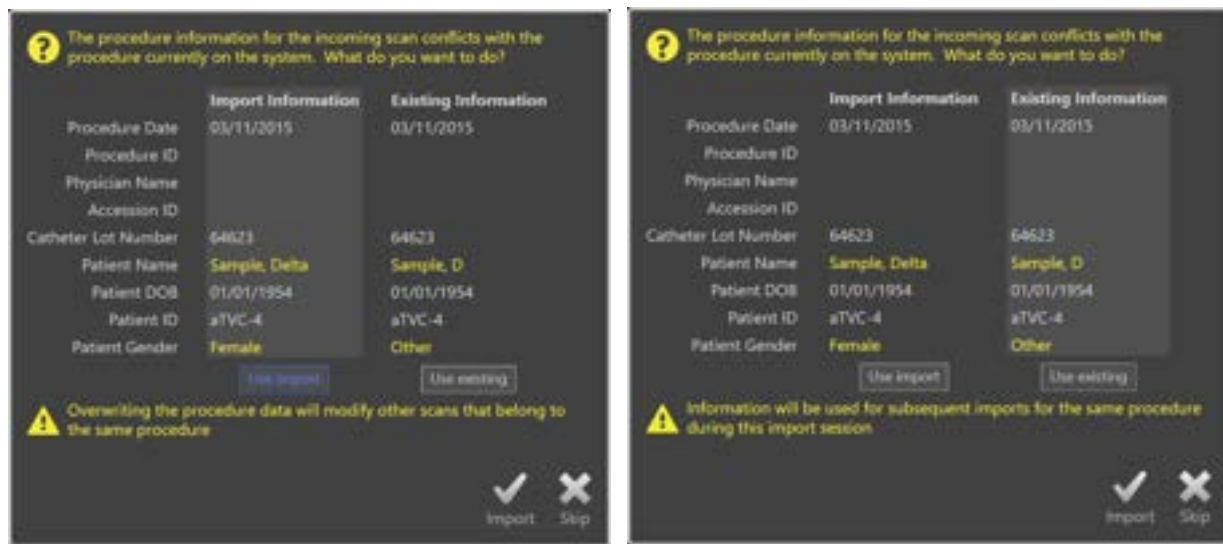 The procedure information for the incoming scan conflicts with the
procedure currently on the system. What do you want to do?
Import Information Existing Information
Procedure Date 03/11/2015 03/11/2015
Procedure ID
Physician Name
Accession ID
Catheter Lot Number 64623 64623
Patient Name Sample, Delta Sample, D
Patient DOB 01/01/1954 01/01/1954
Patient ID aTVC-4 aTVC-4
Patient Gender Female Other
Use import Use existing
Overwriting the procedure data will modify other scans that belong to
the same procedure
Import Skip
The procedure information for the incoming scan conflicts with the
procedure currently on the system. What do you want to do?
Import Information Existing Information
Procedure Date 03/11/2015 03/11/2015
Procedure ID
Physician Name
Accession ID
Catheter Lot Number 64623 64623
Patient Name Sample, Delta Sample, D
Patient DOB 01/01/1954 01/01/1954
Patient ID aTVC-4 aTVC-4
Patient Gender Female Other
Use import Use existing
Information will be used for subsequent imports for the same procedure
during this import session
Import Skip